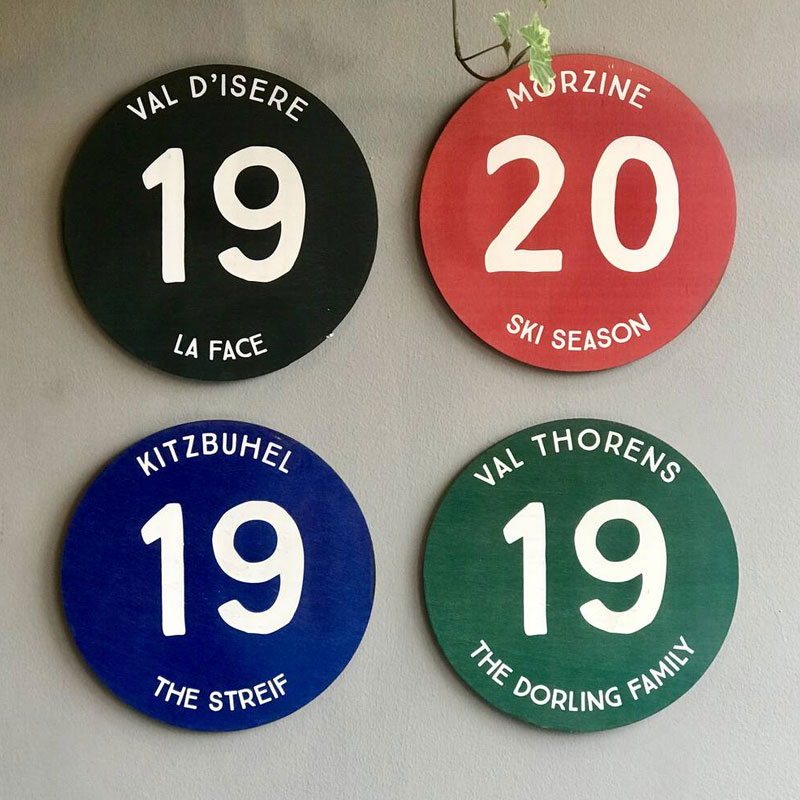 VAL D'ISERE
19
LA FACE
MORZINE
20
SKI SEASON
KITZBUHEL
19
THE STREIF
VAL THORENS
19
THE DORLING FAMILY